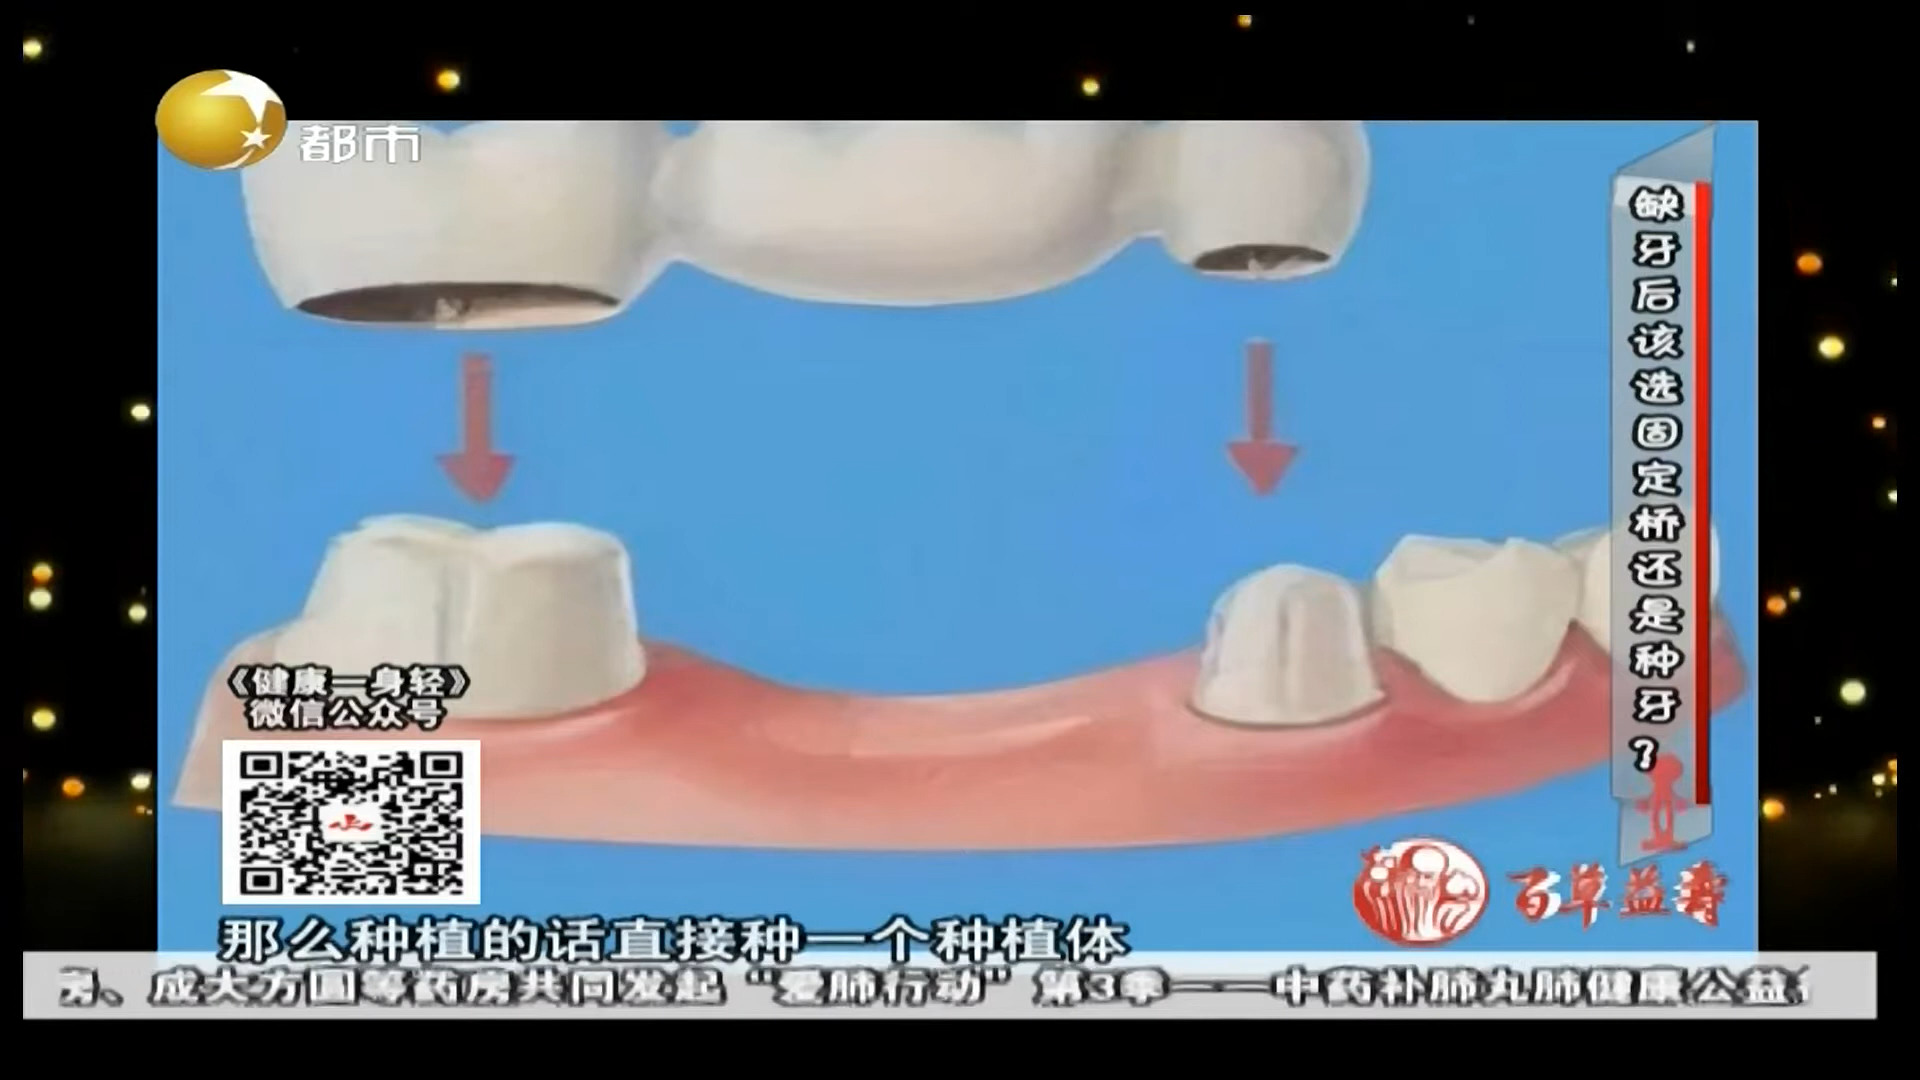 都市
缺牙后该选固定桥还是种牙？
《健康一身轻》
微信公众号
百草益寿
那么种植的话直接种一个种植体
、成大方圆等药房共同发起“爱肺行动”第3季——中药补肺丸肺健康公益